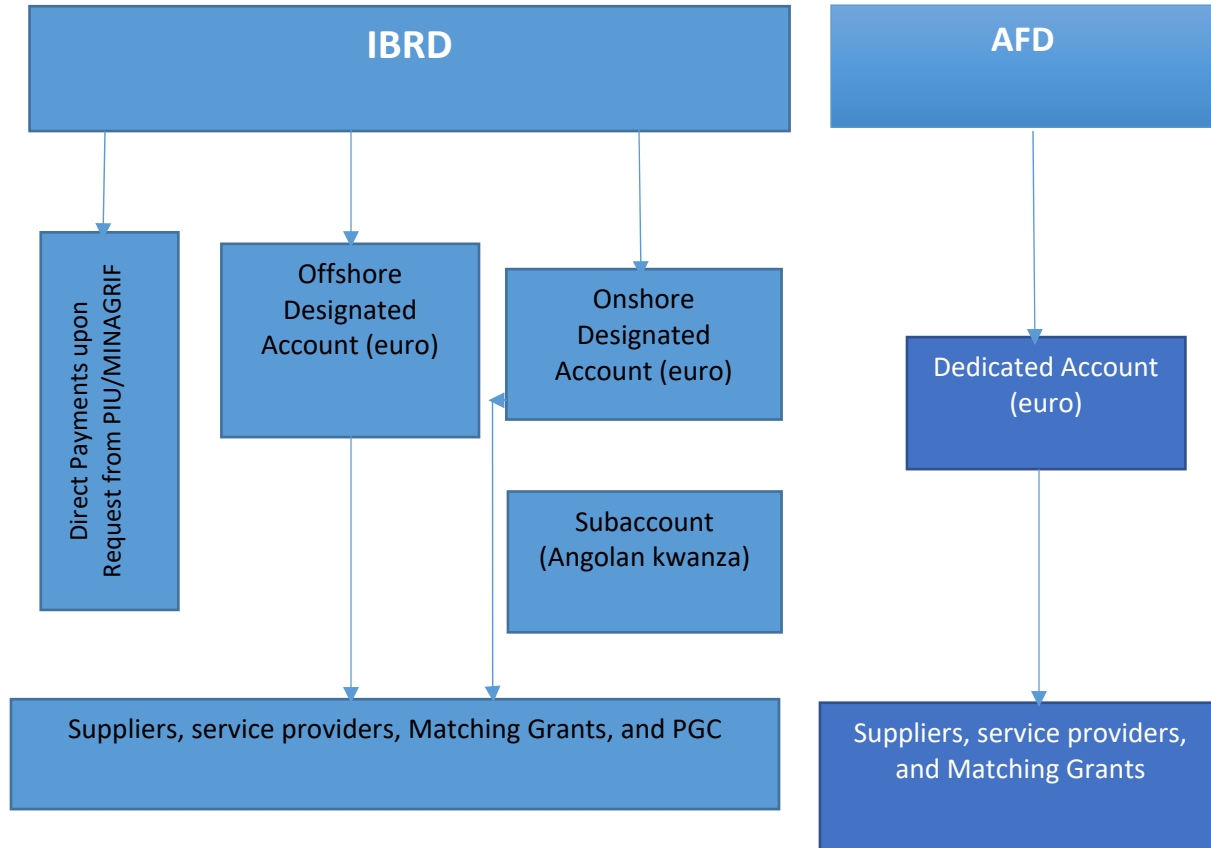 IBRD
AFD
Direct Payments upon
Request from PIU/MINAGRIF
Offshore
Designated
Account (euro)
Onshore
Designated
Account (euro)
Dedicated Account
(euro)
Subaccount
(Angolan kwanza)
Suppliers, service providers, Matching Grants, and PGC
Suppliers, service providers,
and Matching Grants